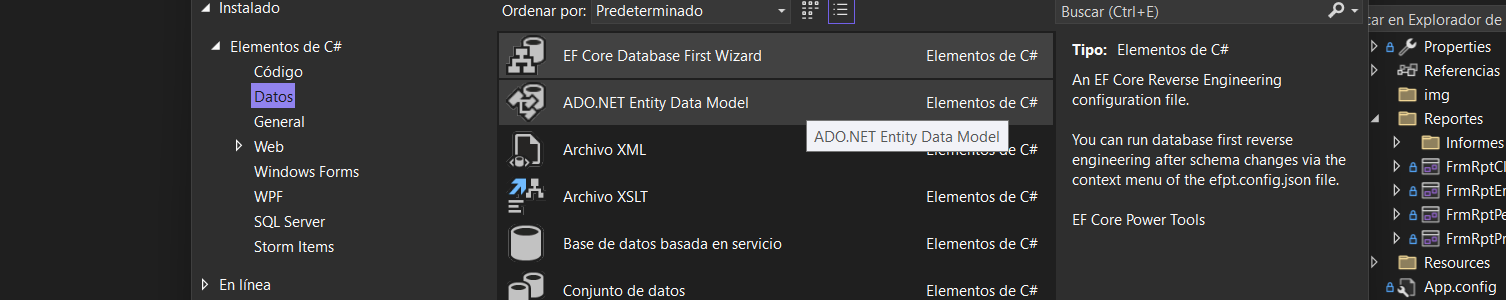 Instalado
Elementos de C#
Código
Datos
General
Web
Windows Forms
WPF
SQL Server
Storm Items
En línea
Ordenar por: Predeterminado
EF Core Database First Wizard Elementos de C#
ADO.NET Entity Data Model Elementos de C#
ADO.NET Entity Data Model
Archivo XML Elementos de C#
Archivo XSLT Elementos de C#
Base de datos basada en servicio Elementos de C#
Conjunto de datos Elementos de C#
Buscar (Ctrl+E)
Tipo: Elementos de C#
An EF Core Reverse Engineering
configuration file.
You can run database first reverse
engineering after schema changes via the
context menu of the efpt.config.json file.
EF Core Power Tools
car en Explorador de
Properties
Referencias
img
Reportes
Informes
FrmRptCl
FrmRptEr
FrmRptPe
FrmRptPr
Resources
App.config